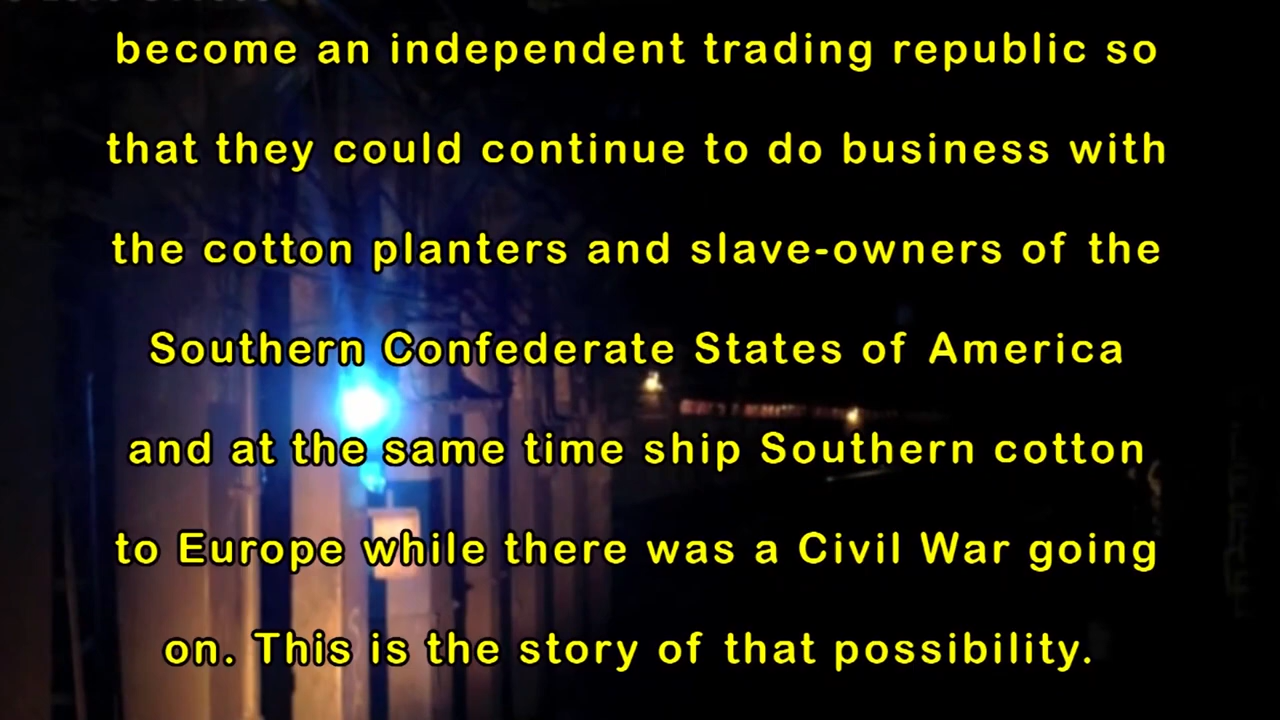 become an independent trading republic so
that they could continue to do business with
the cotton planters and slave-owners of the
Southern Confederate States of America
and at the same time ship Southern cotton
to Europe while there was a Civil War going
on. This is the story of that possibility.